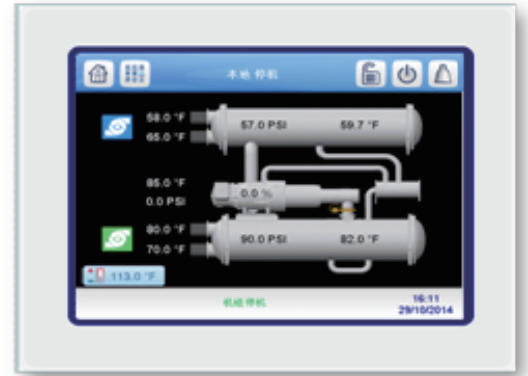 本地 停机
58.0 °F
65.0 °F
57.0 PSI
59.7 °F
85.0 °F
0.0 PSI
0.0 %
80.0 °F
70.0 °F
90.0 PSI
82.0 °F
113.0 °F
机组 停机
16:11
29/10/2014